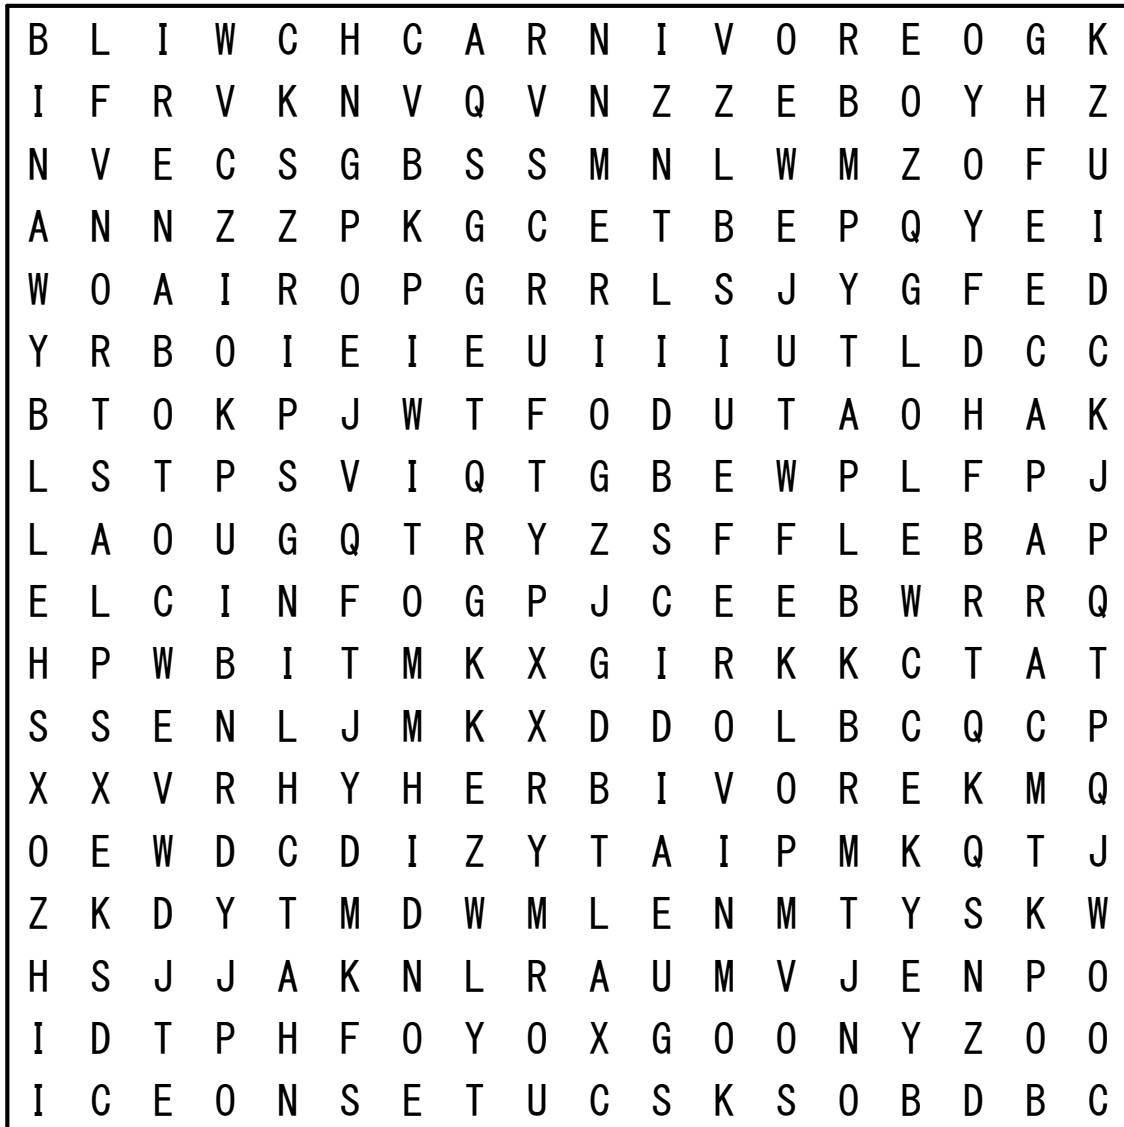 B L I W C H C A R N I V O R E O G K
I F R V K N V Q V N Z Z E B O Y H Z
N V E C S G B S S M N L W M Z O F U
A N N Z Z P K G C E T B E P Q Y E I
W O A I R O P G R R L S J Y G F E D
Y R B O I E I E U I I I U T L D C C
B T O K P J W T F O D U T A O H A K
L S T P S V I Q T G B E W P L F P J
L A O U G Q T R Y Z S F F L E B A P
E L C I N F O G P J C E E B W R R Q
H P W B I T M K X G I R K K C T A T
S S E N L J M K X D D O L B C Q C P
X X V R H Y H E R B I V O R E K M Q
O E W D C D I Z Y T A I P M K Q T J
Z K D Y T M D W M L E N M T Y S K W
H S J J A K N L R A U M V J E N P O
I D T P H F O Y O X G O O N Y Z O O
I C E O N S E T U C S K S O B D B C